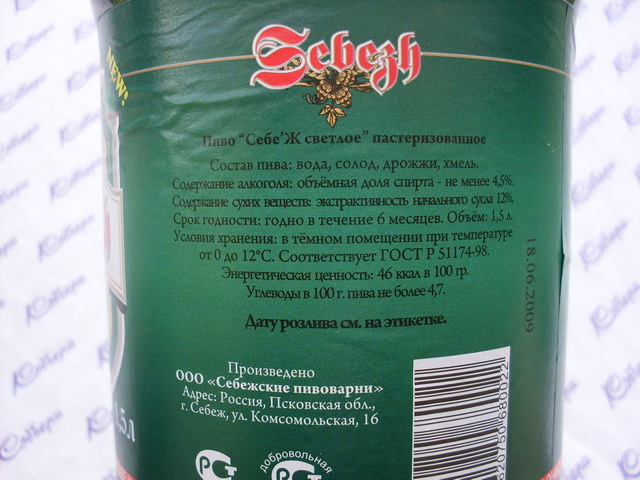 Sebezh
NEW!
Пиво "Себе'Ж светлое" пастеризованное
Состав пива: вода, солод, дрожжи, хмель.
Содержание алкоголя: объёмная доля спирта - не менее 4,5%.
Содержание сухих веществ: экстрактивность начального сусла 12%.
Срок годности: годно в течение 6 месяцев. Объём: 1,5 л.
Условия хранения: в тёмном помещении при температуре
от 0 до 12°С. Соответствует ГОСТ Р 51174-98.
Энергетическая ценность: 46 ккал в 100 гр.
Углеводы в 100 г. пива не более 4,7.
Дату розлива см. на этикетке.
18.06.2009
Произведено
ООО «Себежские пивоварни»
Адрес: Россия, Псковская обл.,
г. Себеж, ул. Комсомольская, 16
1,5 Л
РСТ
добровольная
РСТ
620750 680022